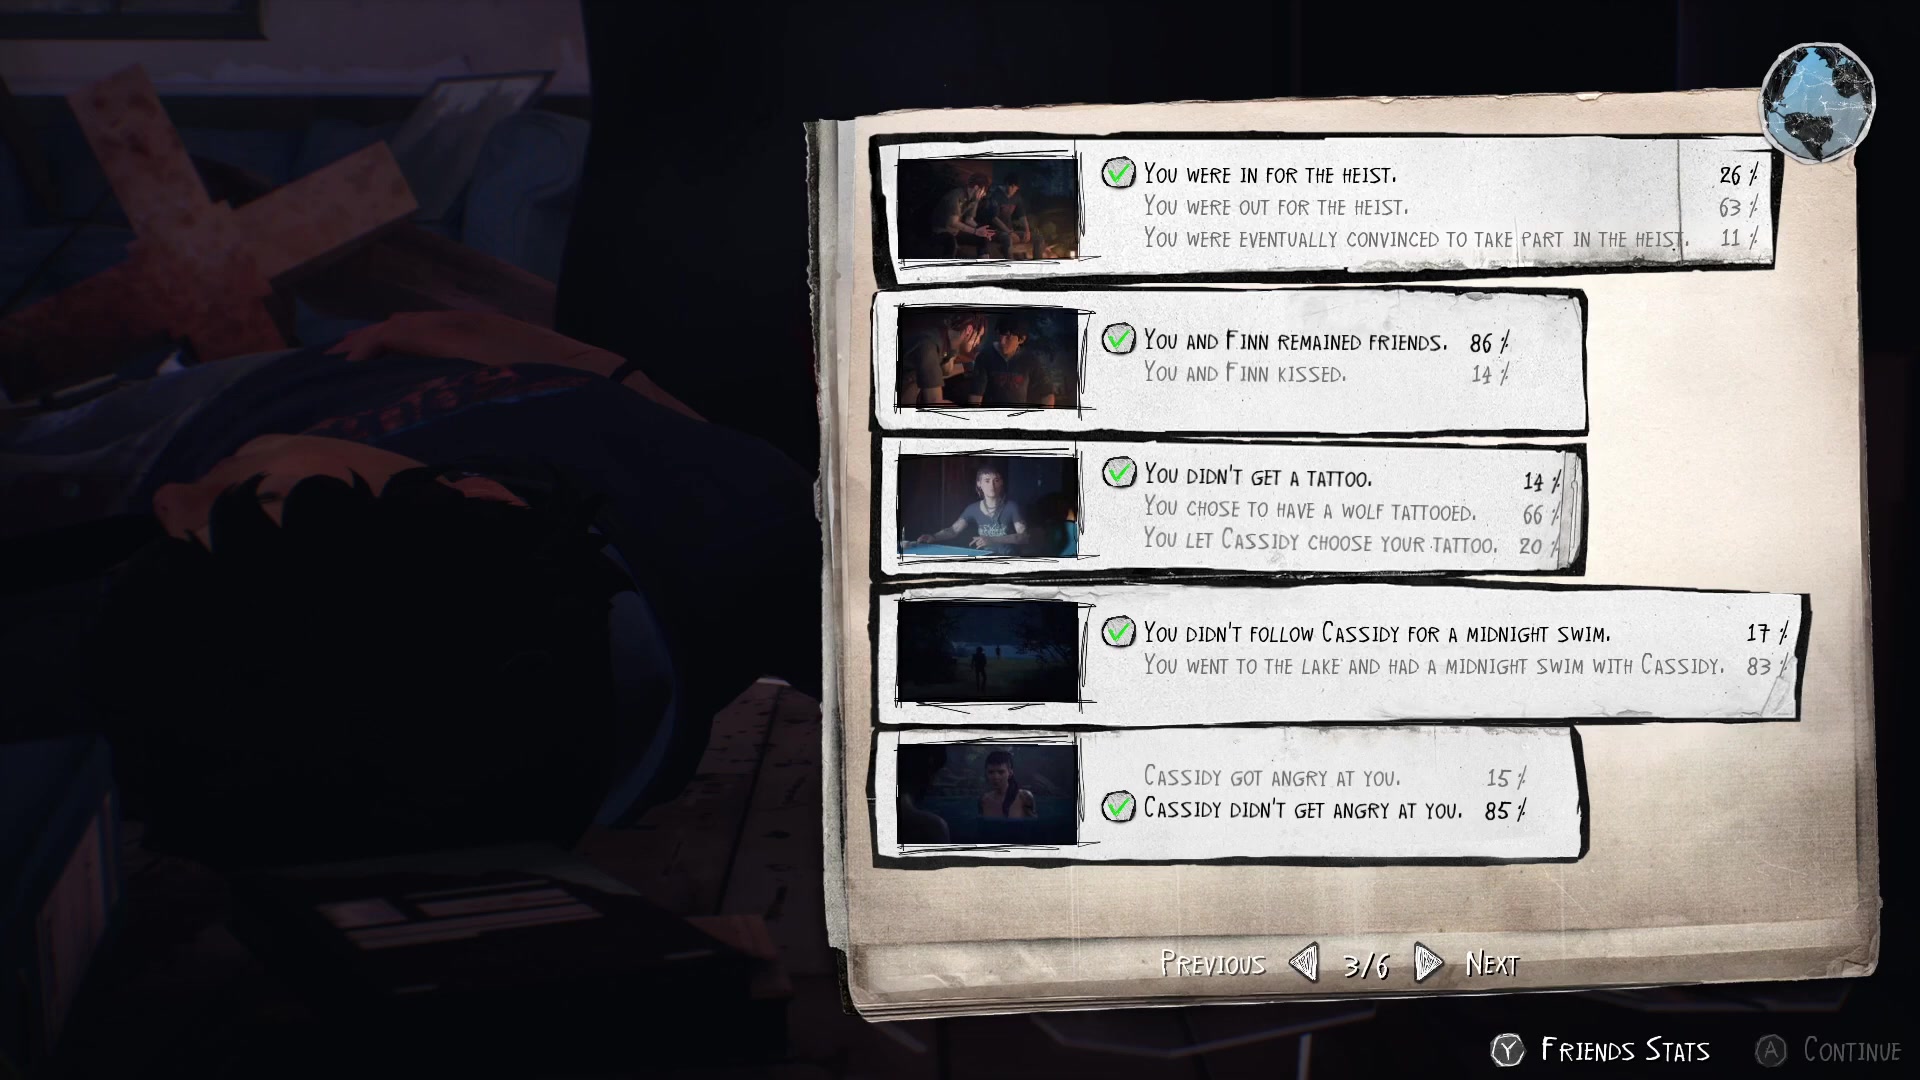 You were in for the heist. 26 %
You were out for the heist. 63 %
You were eventually convinced to take part in the heist. 11 %
You and Finn remained friends. 86 %
You and Finn kissed. 14 %
You didn't get a tattoo. 14 %
You chose to have a wolf tattooed. 66 %
You let Cassidy choose your tattoo. 20 %
You didn't follow Cassidy for a midnight swim. 17 %
You went to the lake and had a midnight swim with Cassidy. 83 %
Cassidy got angry at you. 15 %
Cassidy didn't get angry at you. 85 %
Previous 3/6 Next
Y Friends Stats A Continue